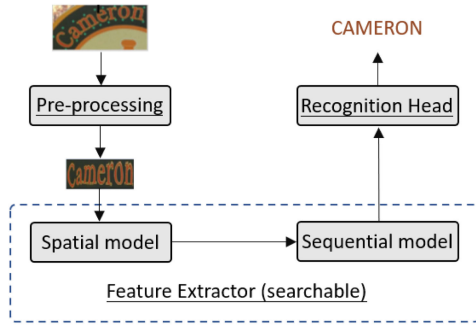 Cameron
CAMERON
Pre-processing
Recognition Head
Cameron
Spatial model
Sequential model
Feature Extractor (searchable)